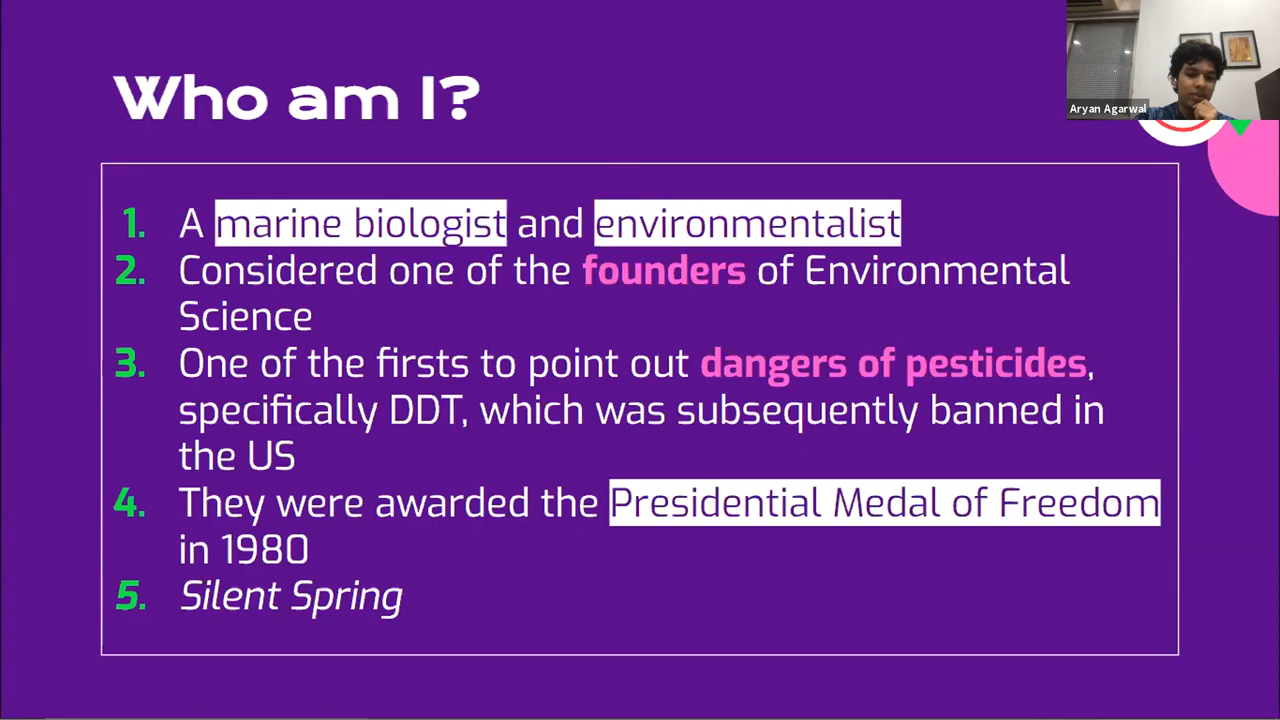 Who am I?
Aryan Agarwal
1. A marine biologist and environmentalist
2. Considered one of the founders of Environmental
Science
3. One of the firsts to point out dangers of pesticides,
specifically DDT, which was subsequently banned in
the US
4. They were awarded the Presidential Medal of Freedom
in 1980
5. Silent Spring